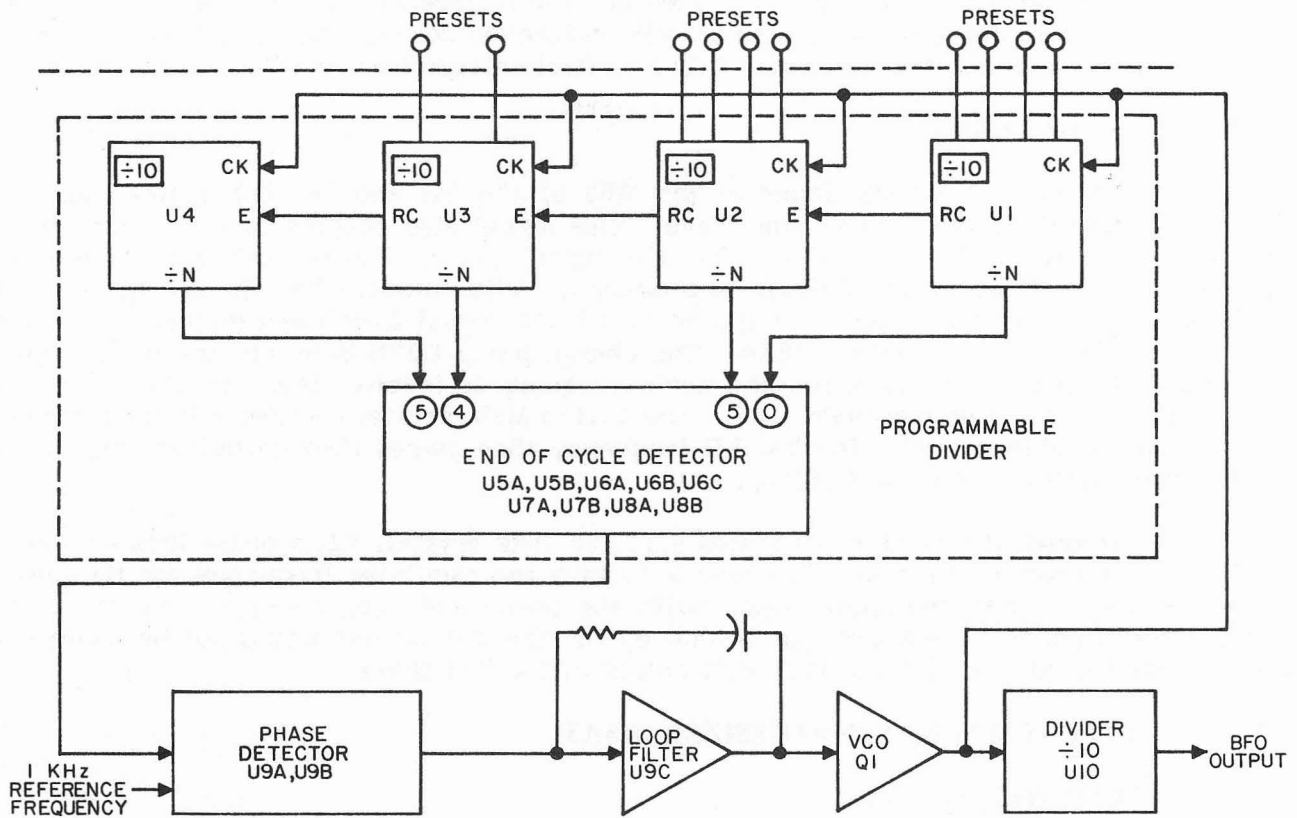 PRESETS PRESETS PRESETS
÷10 CK ÷10 CK ÷10 CK ÷10 CK
U4 E RC U3 E RC U2 E RC U1
÷N ÷N ÷N ÷N
5 4 5 0
END OF CYCLE DETECTOR
U5A,U5B,U6A,U6B,U6C
U7A,U7B,U8A,U8B
PROGRAMMABLE
DIVIDER
1 KHz
REFERENCE
FREQUENCY
PHASE
DETECTOR
U9A,U9B
LOOP
FILTER
U9C
VCO
Q1
DIVIDER
÷10
U10
BFO
OUTPUT